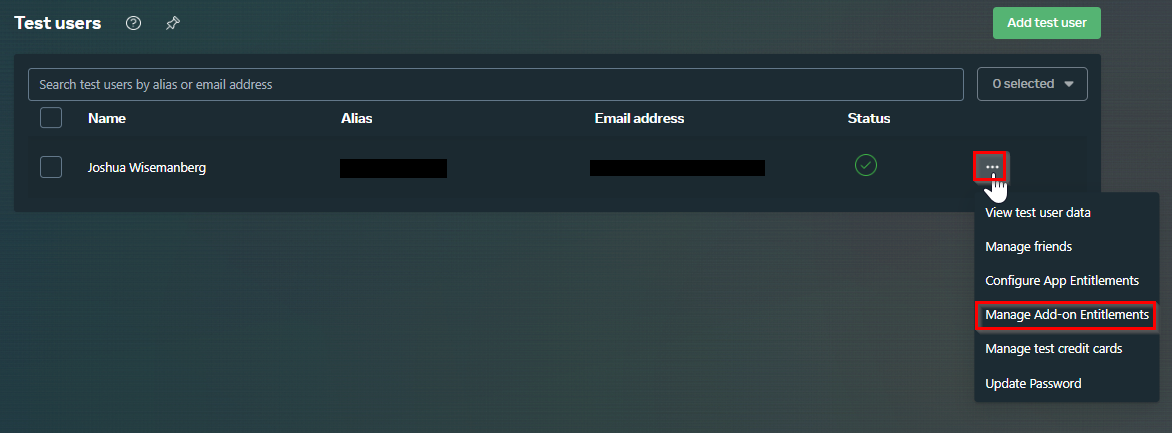 Test users
Add test user
Search test users by alias or email address
0 selected
Name Alias Email address Status
Joshua Wisemanberg
View test user data
Manage friends
Configure App Entitlements
Manage Add-on Entitlements
Manage test credit cards
Update Password